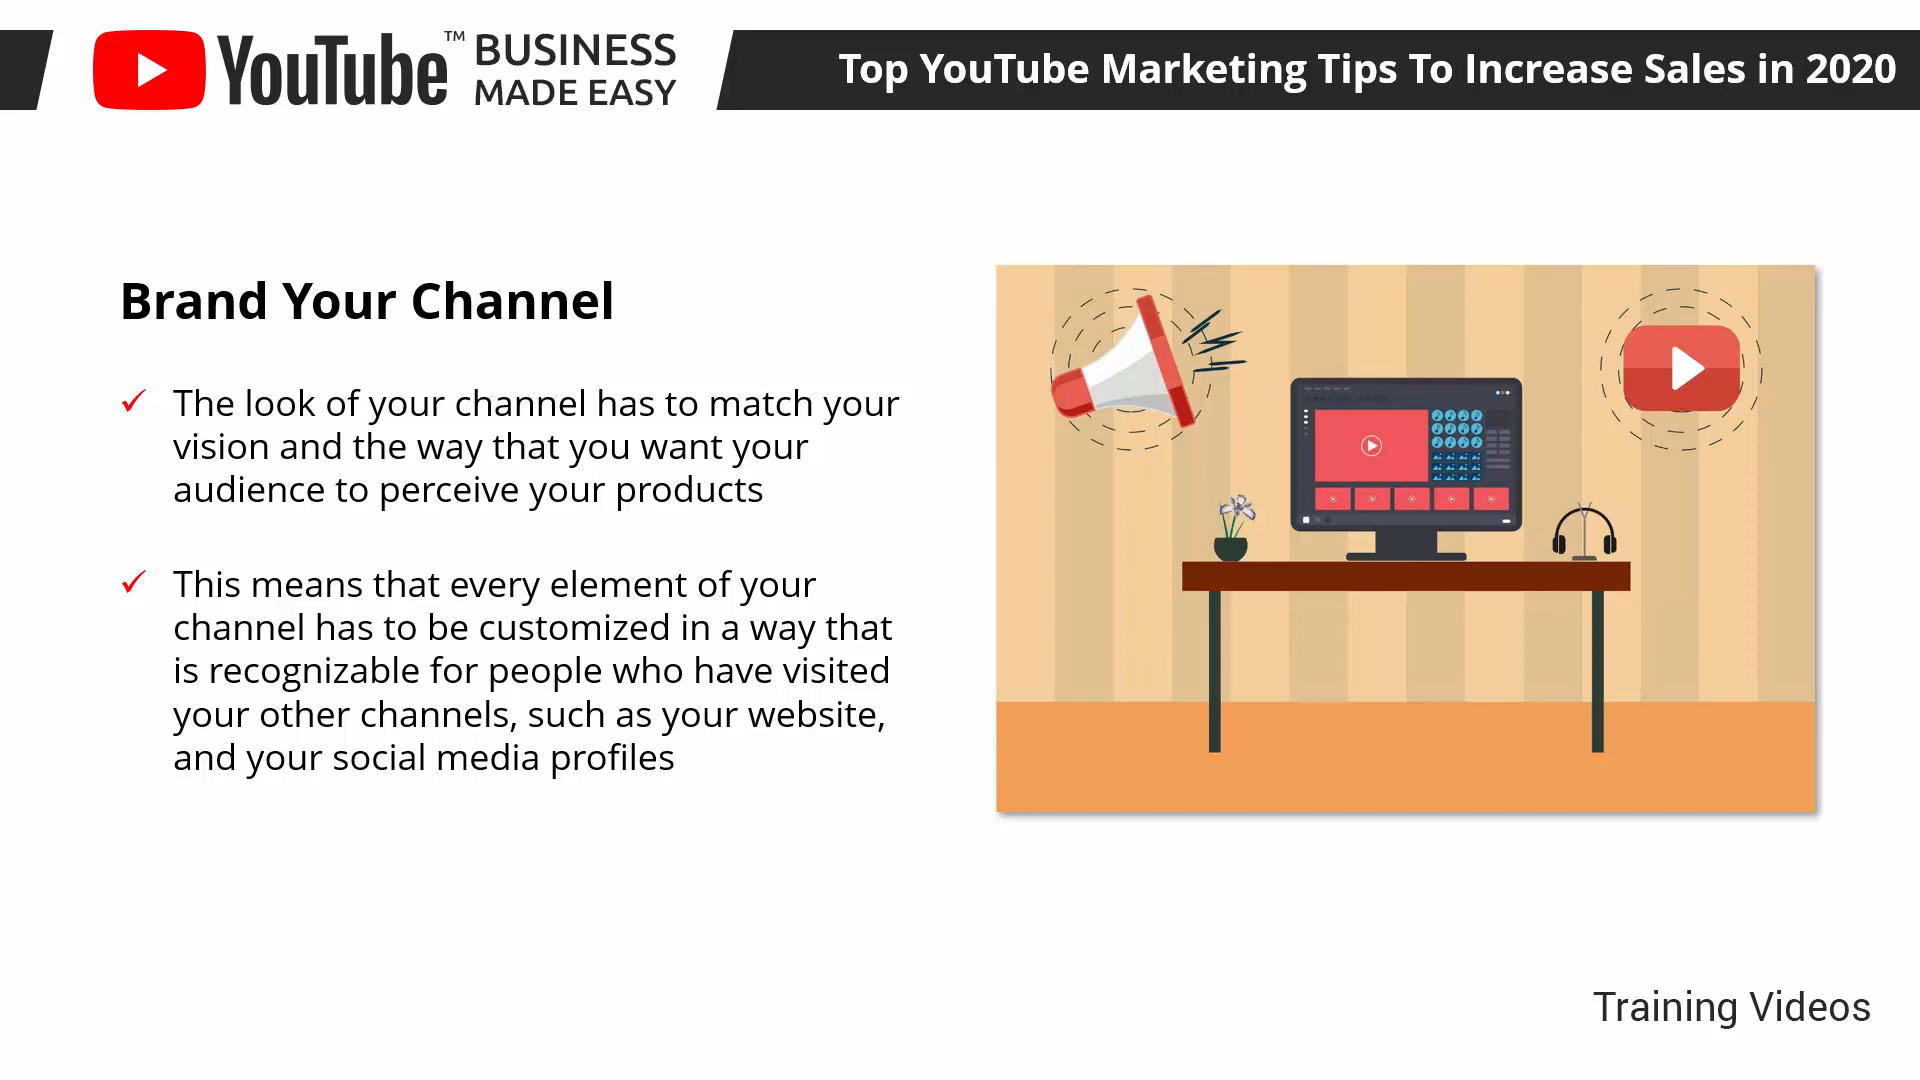 YouTube™ BUSINESS
MADE EASY
Top YouTube Marketing Tips To Increase Sales in 2020
Brand Your Channel
The look of your channel has to match your
vision and the way that you want your
audience to perceive your products
This means that every element of your
channel has to be customized in a way that
is recognizable for people who have visited
your other channels, such as your website,
and your social media profiles
Training Videos